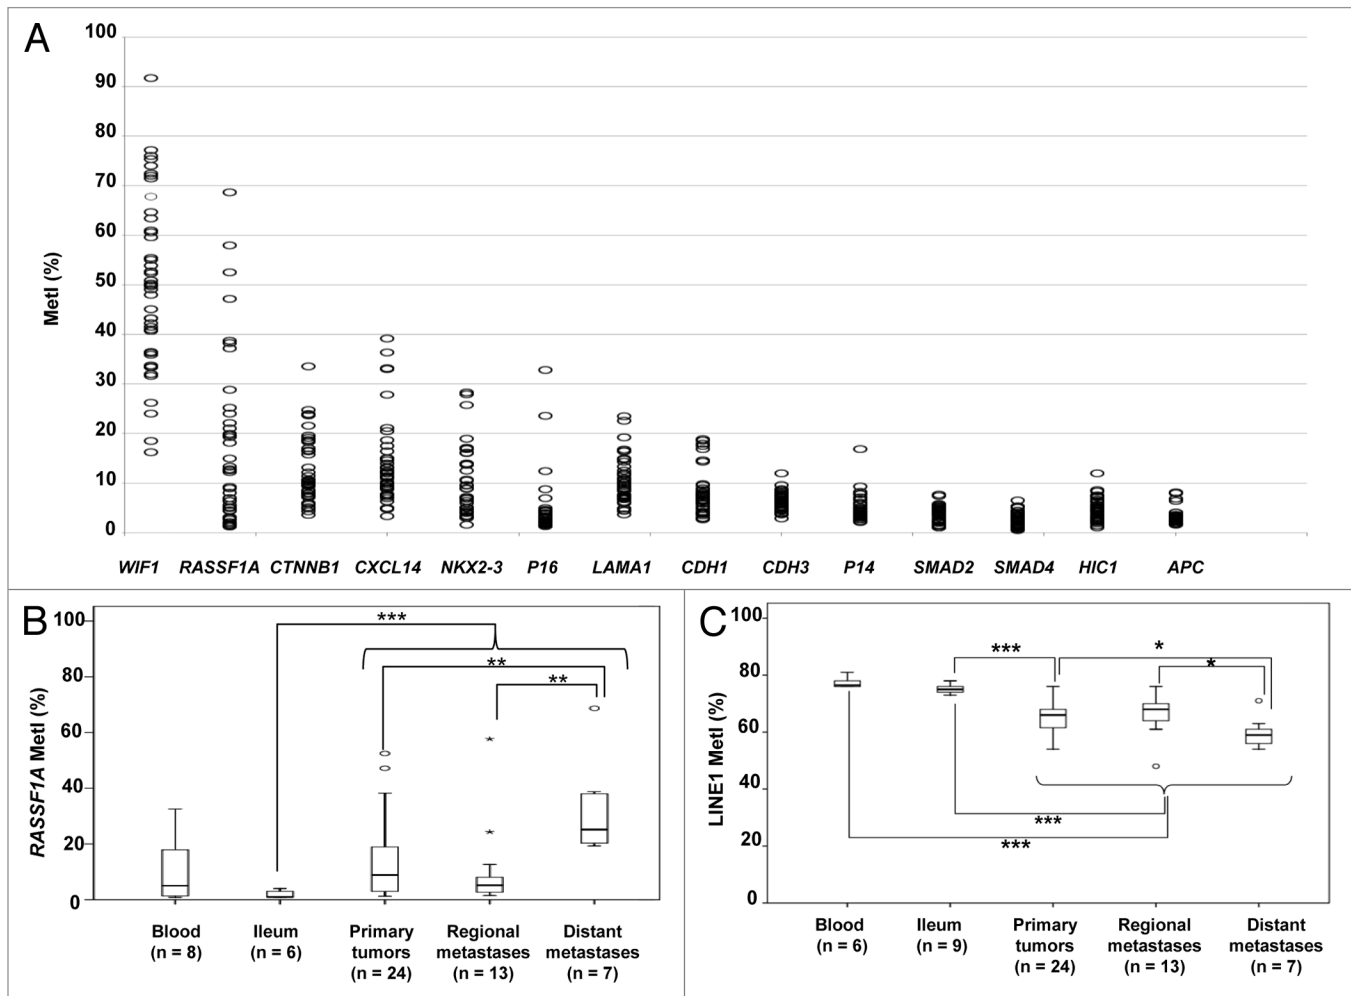 A
100
90
80
70
60
50
40
30
20
10
0
Metl (%)
WIF1 RASSF1A CTNNB1 CXCL14 NKX2-3 P16 LAMA1 CDH1 CDH3 P14 SMAD2 SMAD4 HIC1 APC
B
100
80
60
40
20
0
RASSF1A Metl (%)
***
**
**
Blood Ileum Primary Regional Distant
tumors metastases metastases
(n = 8) (n = 6) (n = 24) (n = 13) (n = 7)
C
100
80
60
40
20
0
LINE1 Metl (%)
*** *
*
***
***
Blood Ileum Primary Regional Distant
tumors metastases metastases
(n = 6) (n = 9) (n = 24) (n = 13) (n = 7)